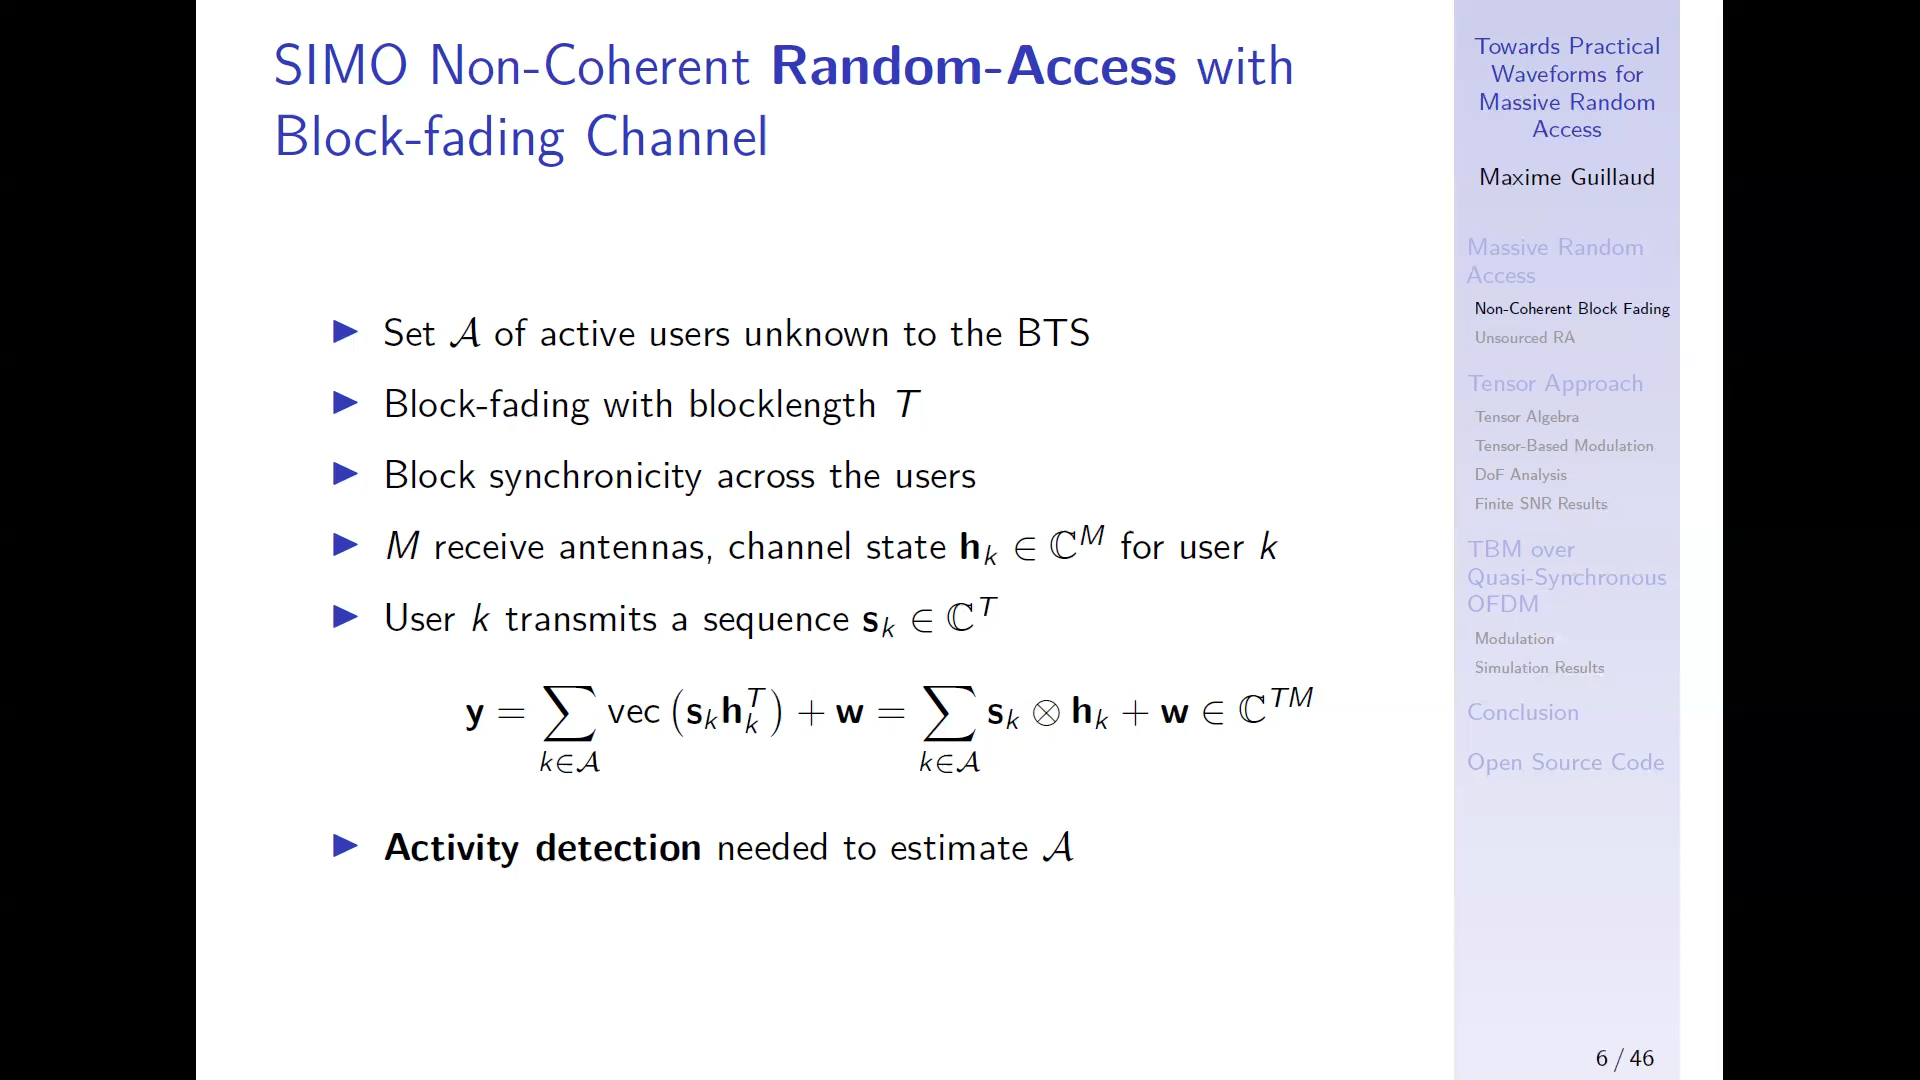 SIMO Non-Coherent Random-Access with
Block-fading Channel
Set 𝒜 of active users unknown to the BTS
Block-fading with blocklength T
Block synchronicity across the users
M receive antennas, channel state h_k ∈ ℂ^M for user k
User k transmits a sequence s_k ∈ ℂ^T
y = ∑_{k∈𝒜} vec (s_k h_k^T) + w = ∑_{k∈𝒜} s_k ⊗ h_k + w ∈ ℂ^{TM}
Activity detection needed to estimate 𝒜
Towards Practical
Waveforms for
Massive Random
Access
Maxime Guillaud
Massive Random
Access
Non-Coherent Block Fading
Unsourced RA
Tensor Approach
Tensor Algebra
Tensor-Based Modulation
DoF Analysis
Finite SNR Results
TBM over
Quasi-Synchronous
OFDM
Modulation
Simulation Results
Conclusion
Open Source Code
6 / 46